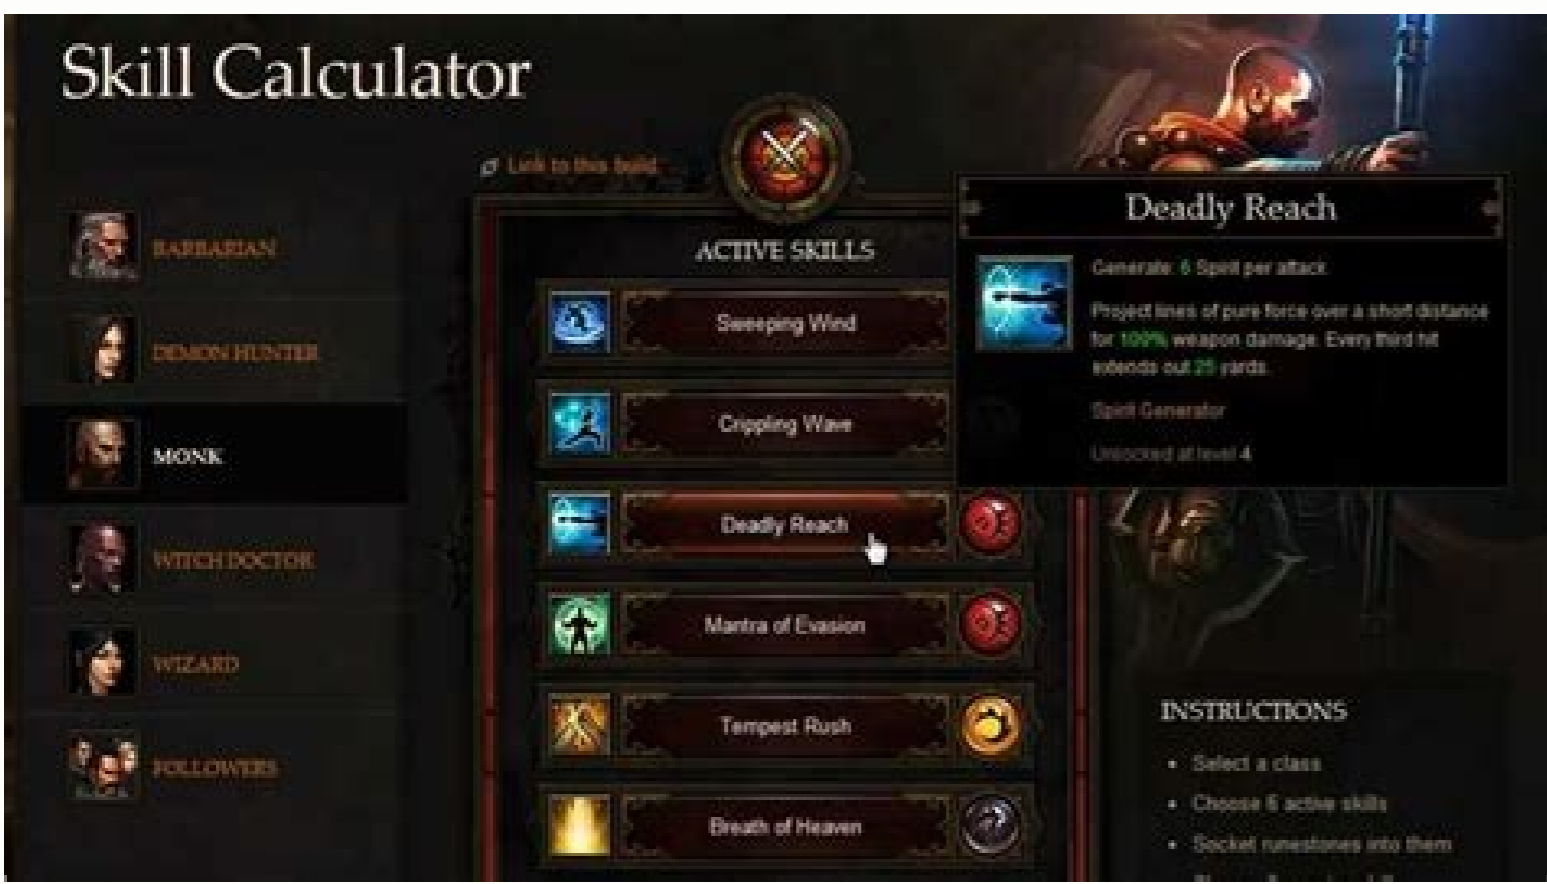 Skill Calculator
Link to this build
BARBARIAN
DEMON HUNTER
MONK
WITCH DOCTOR
WIZARD
FOLLOWERS
ACTIVE SKILLS
Sweeping Wind
Crippling Wave
Deadly Reach
Mantra of Evasion
Tempest Rush
Breath of Heaven
Deadly Reach
Generate: 6 Spirit per attack
Project lines of pure force over a short distance
for 100% weapon damage. Every third hit
extends out 25 yards.
Spirit Generator
Unlocked at level 4
INSTRUCTIONS
• Select a class
• Choose 6 active skills
• Socket runestones into them